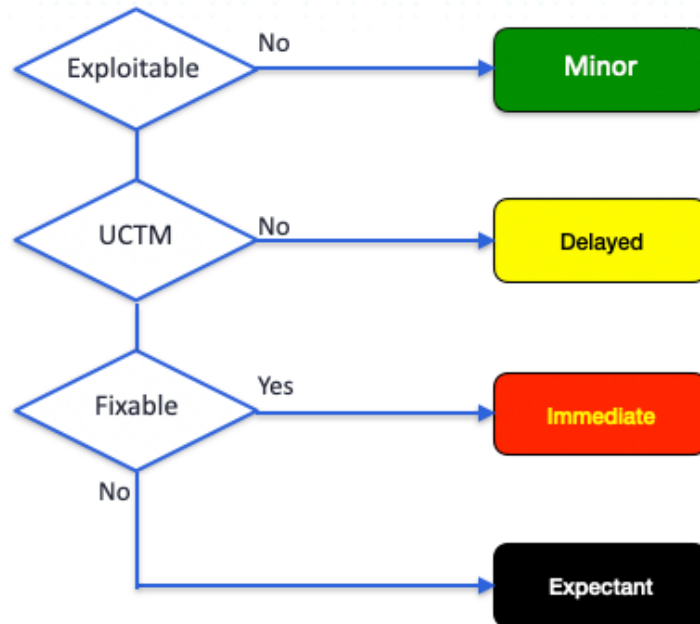 Exploitable
No
Minor
UCTM
No
Delayed
Fixable
Yes
Immediate
No
Expectant